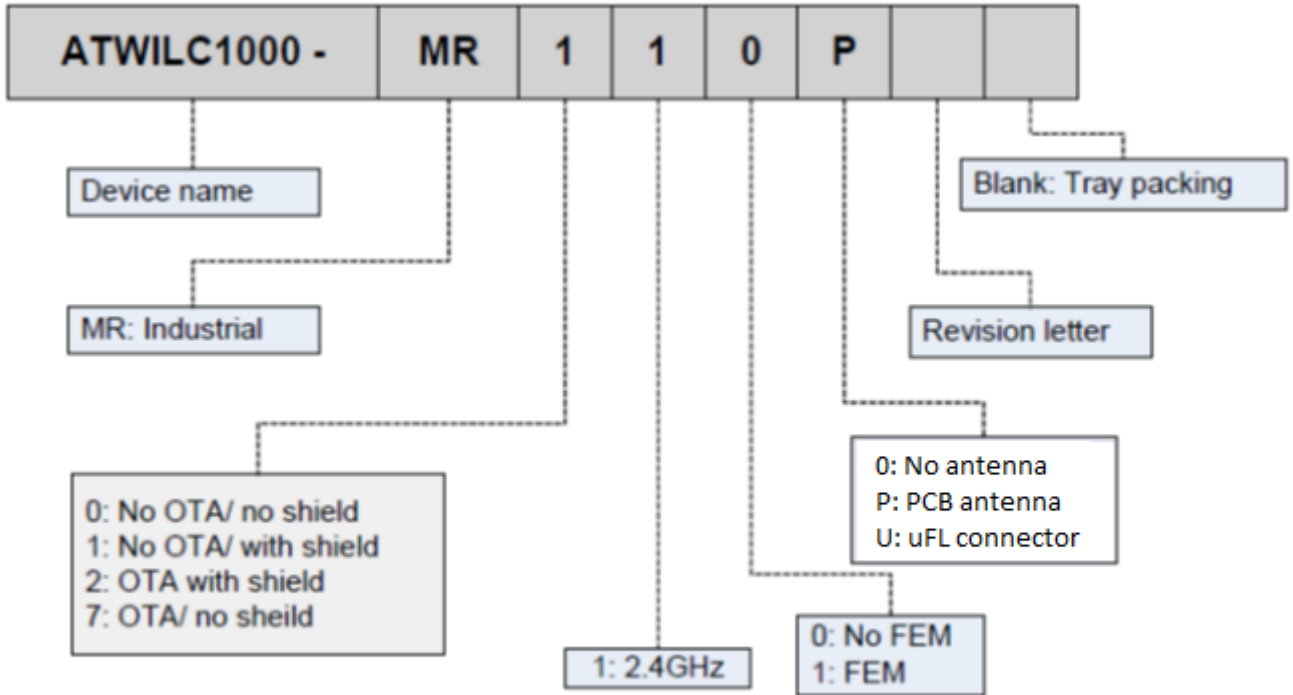 ATWILC1000 - MR 1 1 0 P
Device name
Blank: Tray packing
MR: Industrial
Revision letter
0: No OTA/ no shield
1: No OTA/ with shield
2: OTA with shield
7: OTA/ no sheild
0: No antenna
P: PCB antenna
U: uFL connector
1: 2.4GHz
0: No FEM
1: FEM